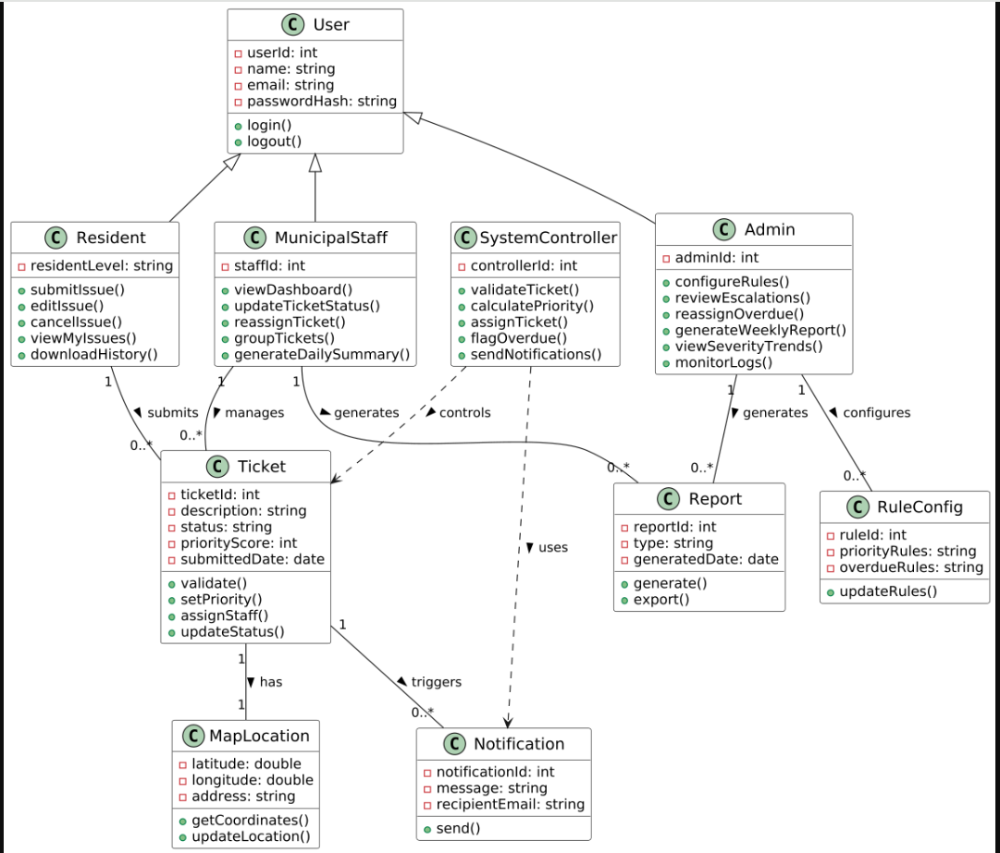 C User
userId: int
name: string
email: string
passwordHash: string
login()
logout()
C Resident
residentLevel: string
submitIssue()
editIssue()
cancelIssue()
viewMyIssues()
downloadHistory()
C MunicipalStaff
staffId: int
viewDashboard()
updateTicketStatus()
reassignTicket()
groupTickets()
generateDailySummary()
C SystemController
controllerId: int
validateTicket()
calculatePriority()
assignTicket()
flagOverdue()
sendNotifications()
C Admin
adminId: int
configureRules()
reviewEscalations()
reassignOverdue()
generateWeeklyReport()
viewSeverityTrends()
monitorLogs()
1
submits
0..*
1
manages
0..*
1
generates
0..*
controls
uses
1
generates
0..*
1
configures
0..*
C Ticket
ticketId: int
description: string
status: string
priorityScore: int
submittedDate: date
validate()
setPriority()
assignStaff()
updateStatus()
C Report
reportId: int
type: string
generatedDate: date
generate()
export()
C RuleConfig
ruleId: int
priorityRules: string
overdueRules: string
updateRules()
1
has
1
1
triggers
0..*
C MapLocation
latitude: double
longitude: double
address: string
getCoordinates()
updateLocation()
C Notification
notificationId: int
message: string
recipientEmail: string
send()